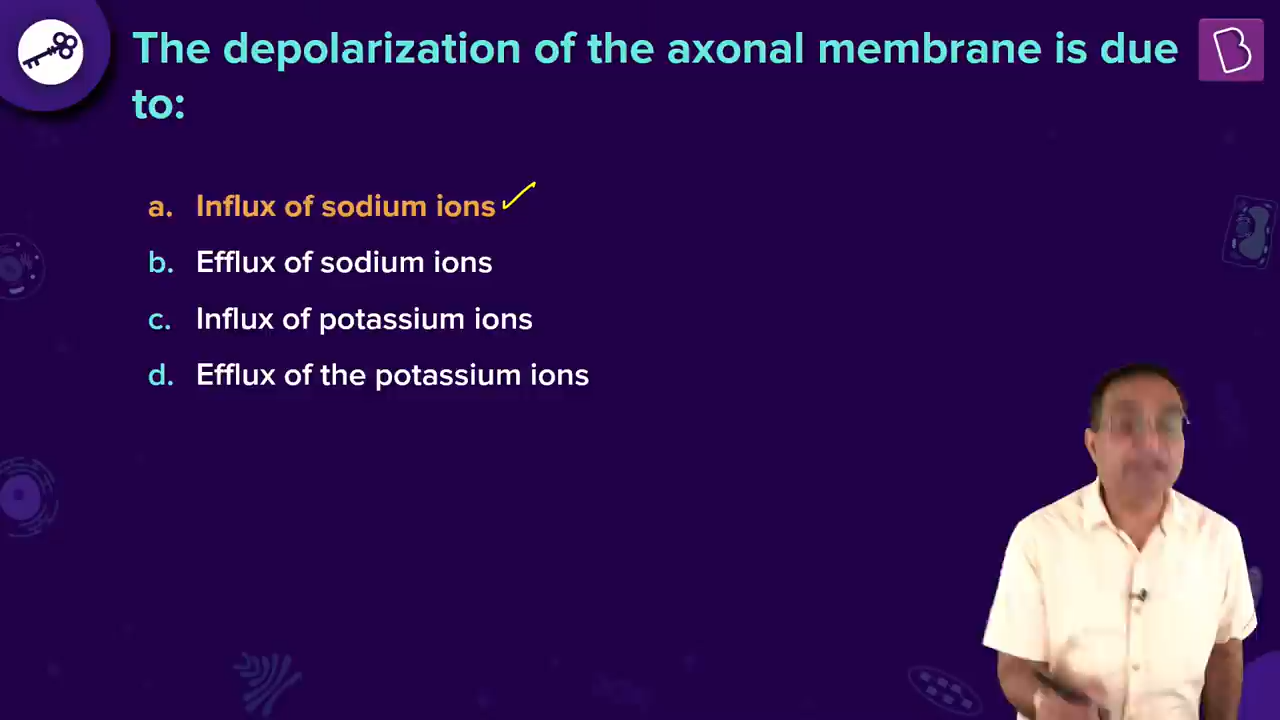 The depolarization of the axonal membrane is due
to:
a. Influx of sodium ions
b. Efflux of sodium ions
c. Influx of potassium ions
d. Efflux of the potassium ions